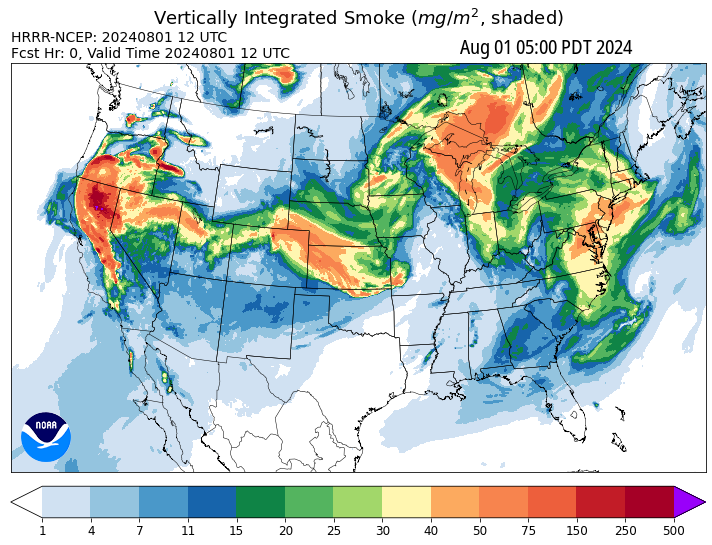 Vertically Integrated Smoke (mg/m², shaded)
HRRR-NCEP: 20240801 12 UTC
Fcst Hr: 0, Valid Time 20240801 12 UTC
Aug 01 05:00 PDT 2024
NOAA
1 4 7 11 15 20 25 30 40 50 75 150 250 500